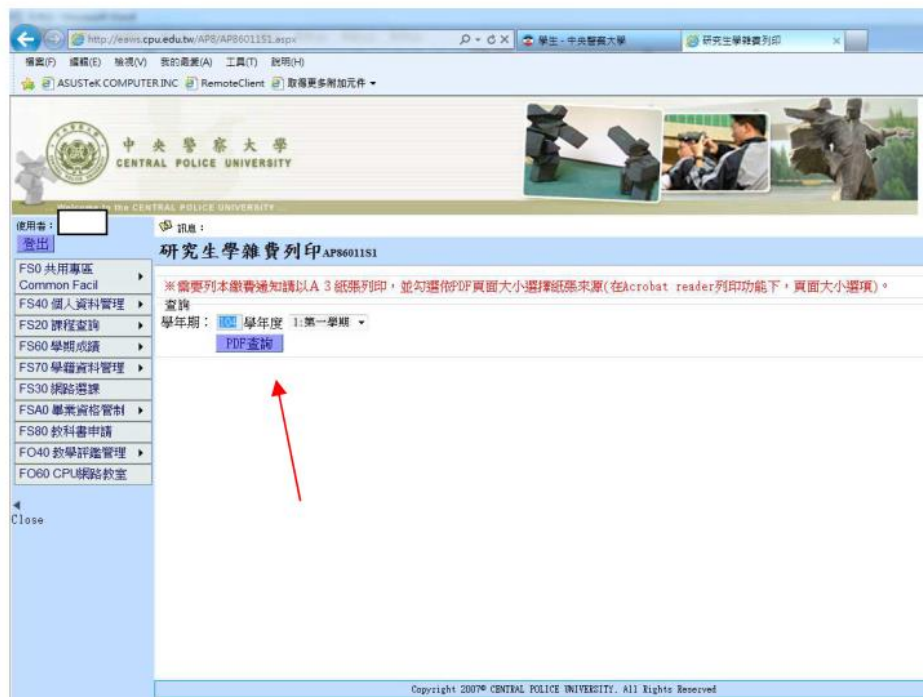 http://eaws.cpu.edu.tw/AP8/AP8601151.aspx
學生 - 中央警察大學
研究生學雜費列印
檔案(F) 編輯(E) 檢視(V) 我的最愛(A) 工具(T) 說明(H)
ASUSTeK COMPUTER INC RemoteClient 取得更多附加元件
中央警察大學
CENTRAL POLICE UNIVERSITY
Welcome to the CENTRAL POLICE UNIVERSITY ...
使用者:
登出
訊息:
研究生學雜費列印AP86011S1
FS0 共用專區
Common Facil
FS40 個人資料管理
FS20 課程查詢
FS60 學期成績
FS70 學籍資料管理
FS30 網路選課
FSA0 畢業資格管制
FS80 教科書申請
FO40 教學評鑑管理
FO60 CPU網路教室
Close
※需要列本繳費通知請以A3紙張列印,並勾選依PDF頁面大小選擇紙張來源(在Acrobat reader列印功能下,頁面大小選項)。
查詢
學年期: 104 學年度 1:第一學期
PDF查詢
Copyright 2007® CENTRAL POLICE UNIVERSITY. All Rights Reserved